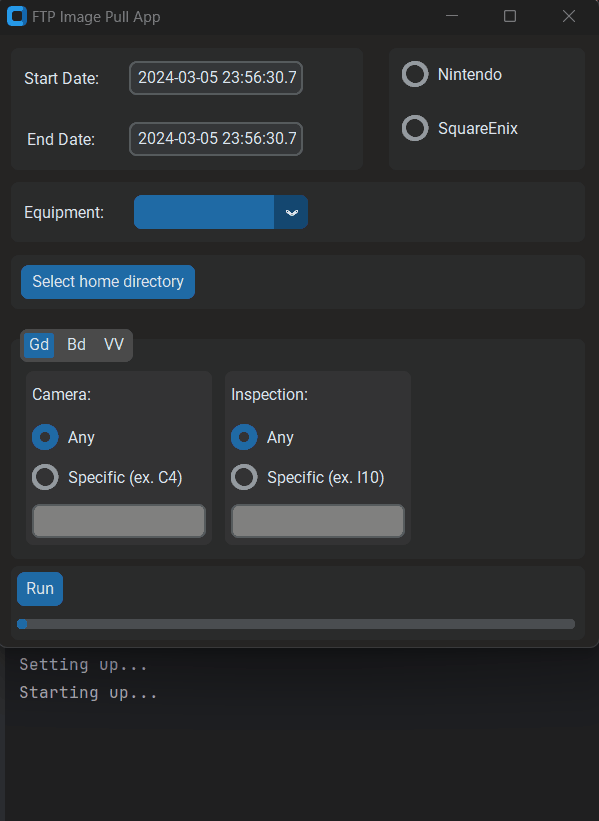 FTP Image Pull App
Start Date: 2024-03-05 23:56:30.7
End Date: 2024-03-05 23:56:30.7
Nintendo
SquareEnix
Equipment:
Select home directory
Gd Bd VV
Camera:
Any
Specific (ex. C4)
Inspection:
Any
Specific (ex. I10)
Run
Setting up...
Starting up...